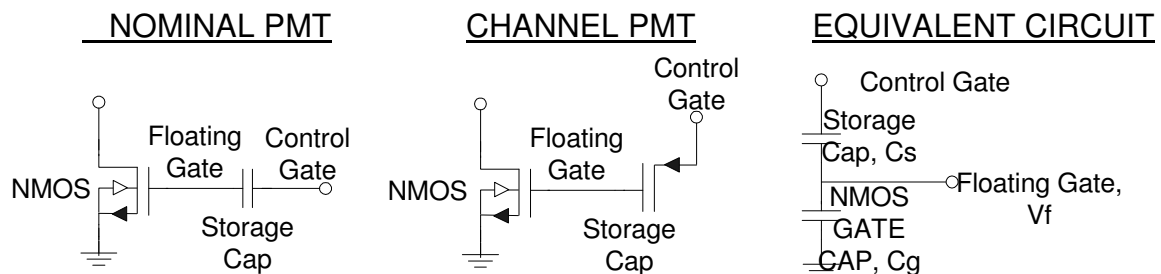 NOMINAL PMT
CHANNEL PMT
EQUIVALENT CIRCUIT
Floating
Gate
Control
Gate
NMOS
Storage
Cap
Control
Gate
Floating
Gate
NMOS
Storage
Cap
Control Gate
Storage
Cap, Cs
Floating Gate,
Vf
NMOS
GATE
CAP, Cg